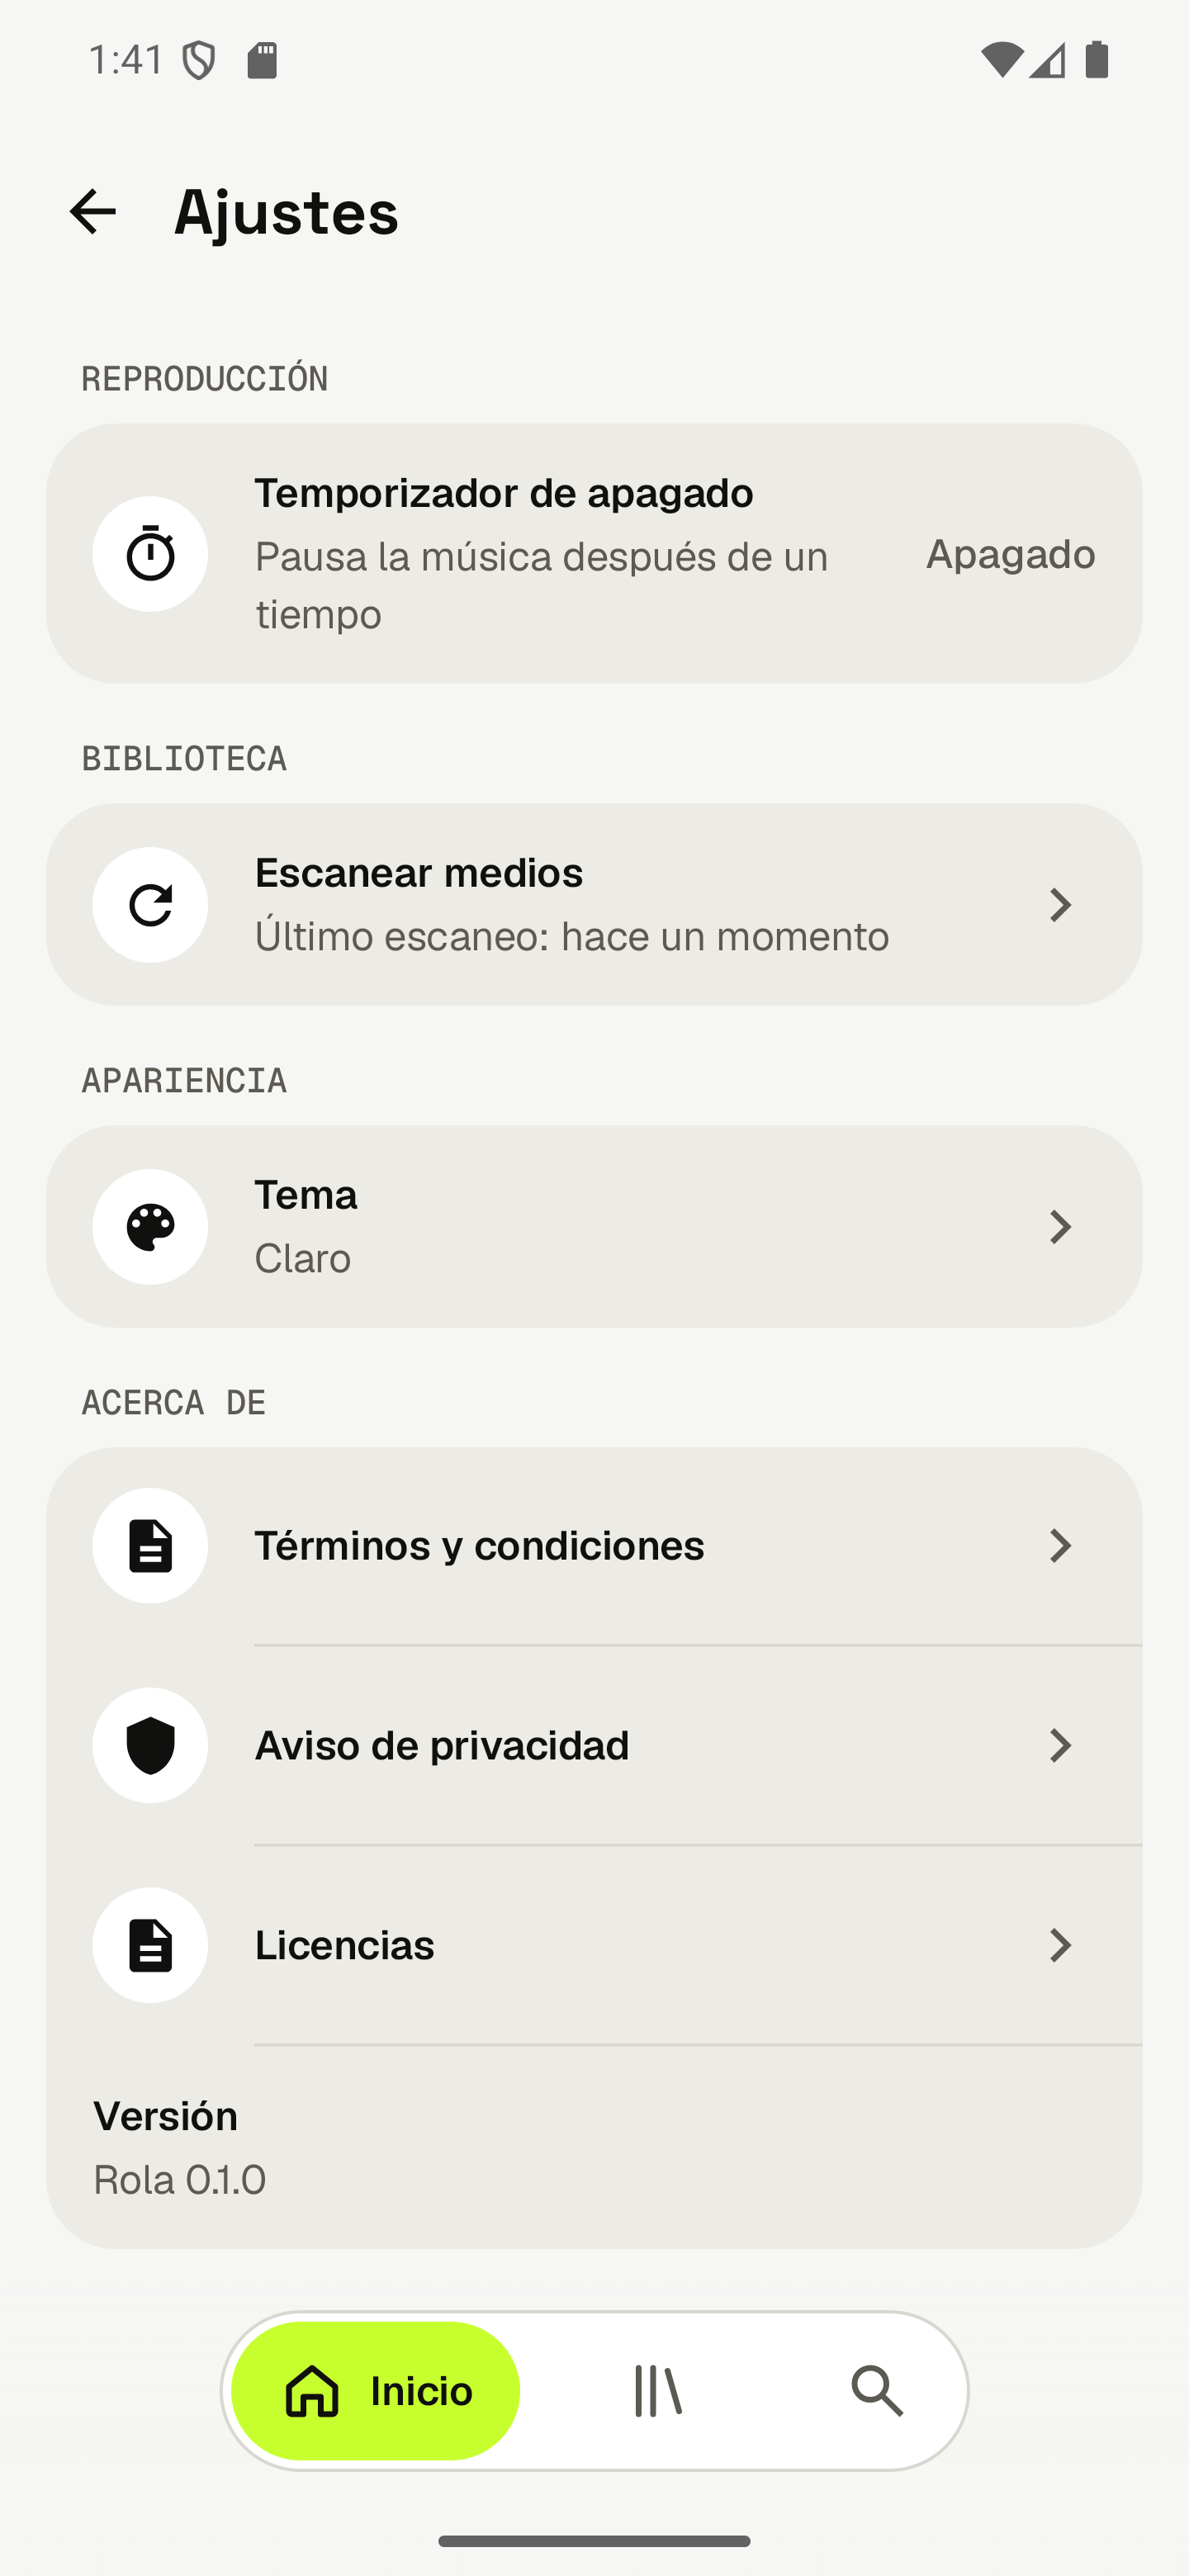 1:41
Ajustes
REPRODUCCIÓN
Temporizador de apagado
Pausa la música después de un
tiempo
Apagado
BIBLIOTECA
Escanear medios
Último escaneo: hace un momento
APARIENCIA
Tema
Claro
ACERCA DE
Términos y condiciones
Aviso de privacidad
Licencias
Versión
Rola 0.1.0
Inicio